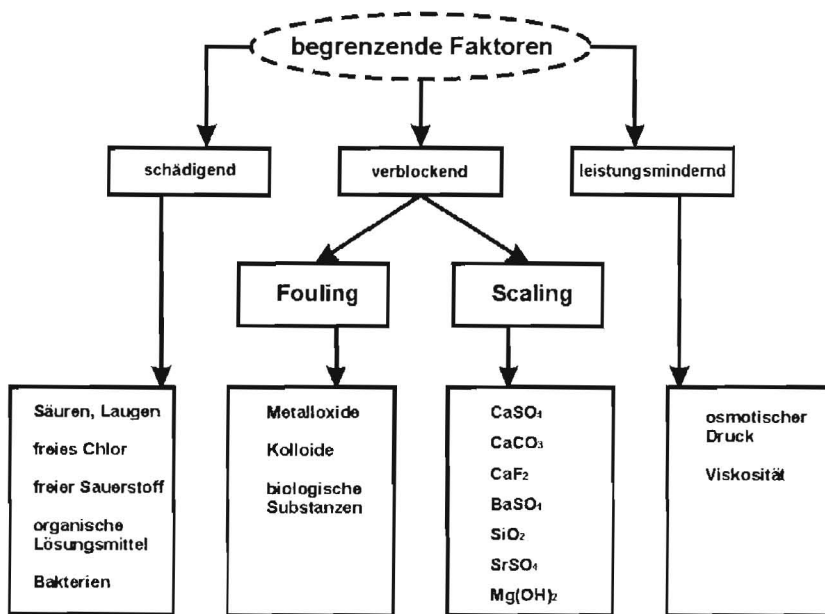 begrenzende Faktoren
schädigend
verblockend
leistungsmindernd
Fouling
Scaling
Säuren, Laugen
freies Chlor
freier Sauerstoff
organische
Lösungsmittel
Bakterien
Metalloxide
Kolloide
biologische
Substanzen
CaSO₄
CaCO₃
CaF₂
BaSO₄
SiO₂
SrSO₄
Mg(OH)₂
osmotischer
Druck
Viskosität